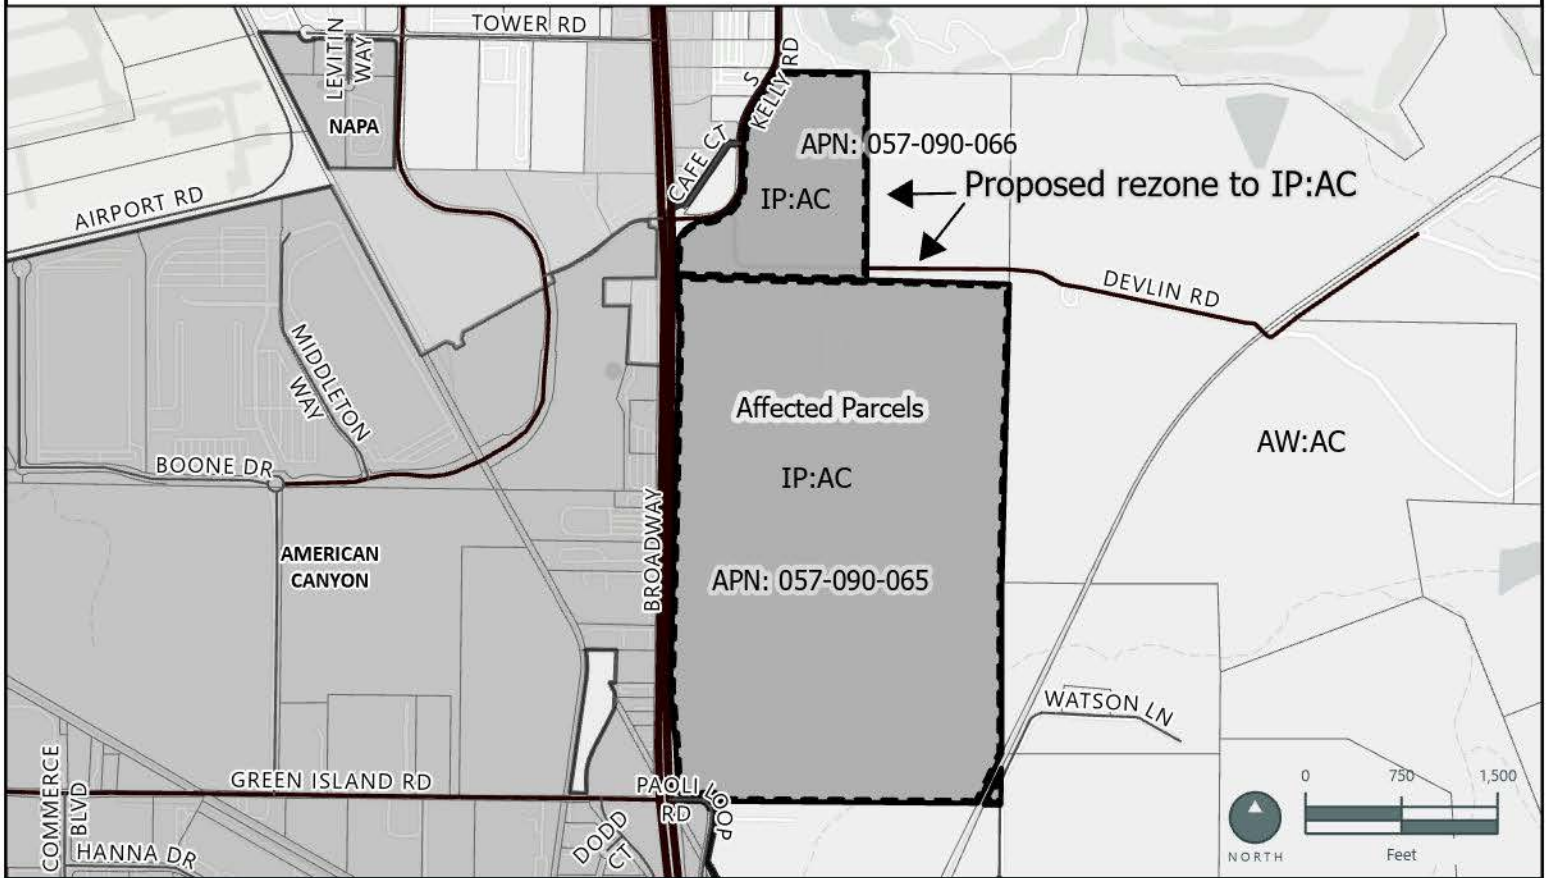 TOWER RD
LEVITIN
WAY
NAPA
S
KELLY RD
CAFE CT
APN: 057-090-066
IP:AC
Proposed rezone to IP:AC
AIRPORT RD
DEVLIN RD
MIDDLETON
WAY
Affected Parcels
IP:AC
AW:AC
BOONE DR
BROADWAY
AMERICAN
CANYON
APN: 057-090-065
WATSON LN
GREEN ISLAND RD
PAOLI
RD
LOOP
COMMERCE
BLVD
HANNA DR
DODD
CT
0 750 1,500
Feet
NORTH